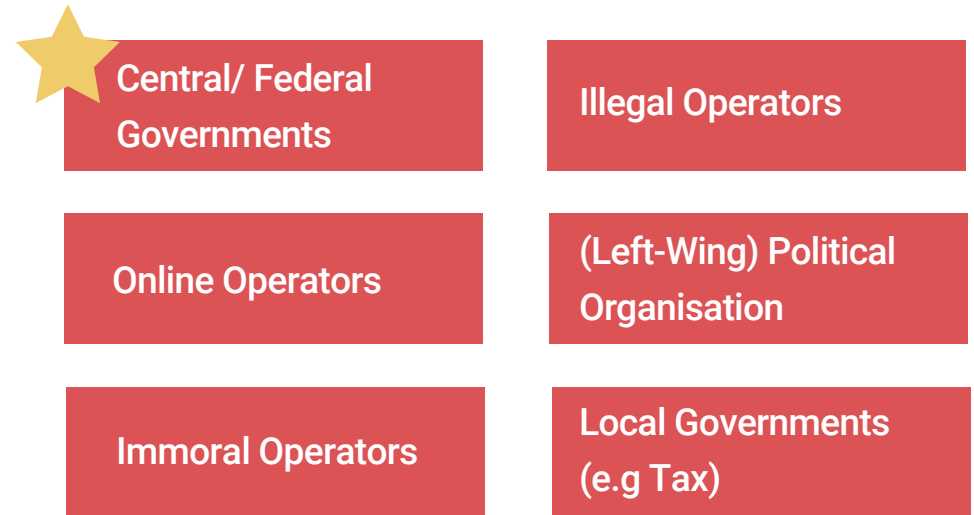 Central/ Federal
Governments
Illegal Operators
Online Operators
(Left-Wing) Political
Organisation
Immoral Operators
Local Governments
(e.g Tax)